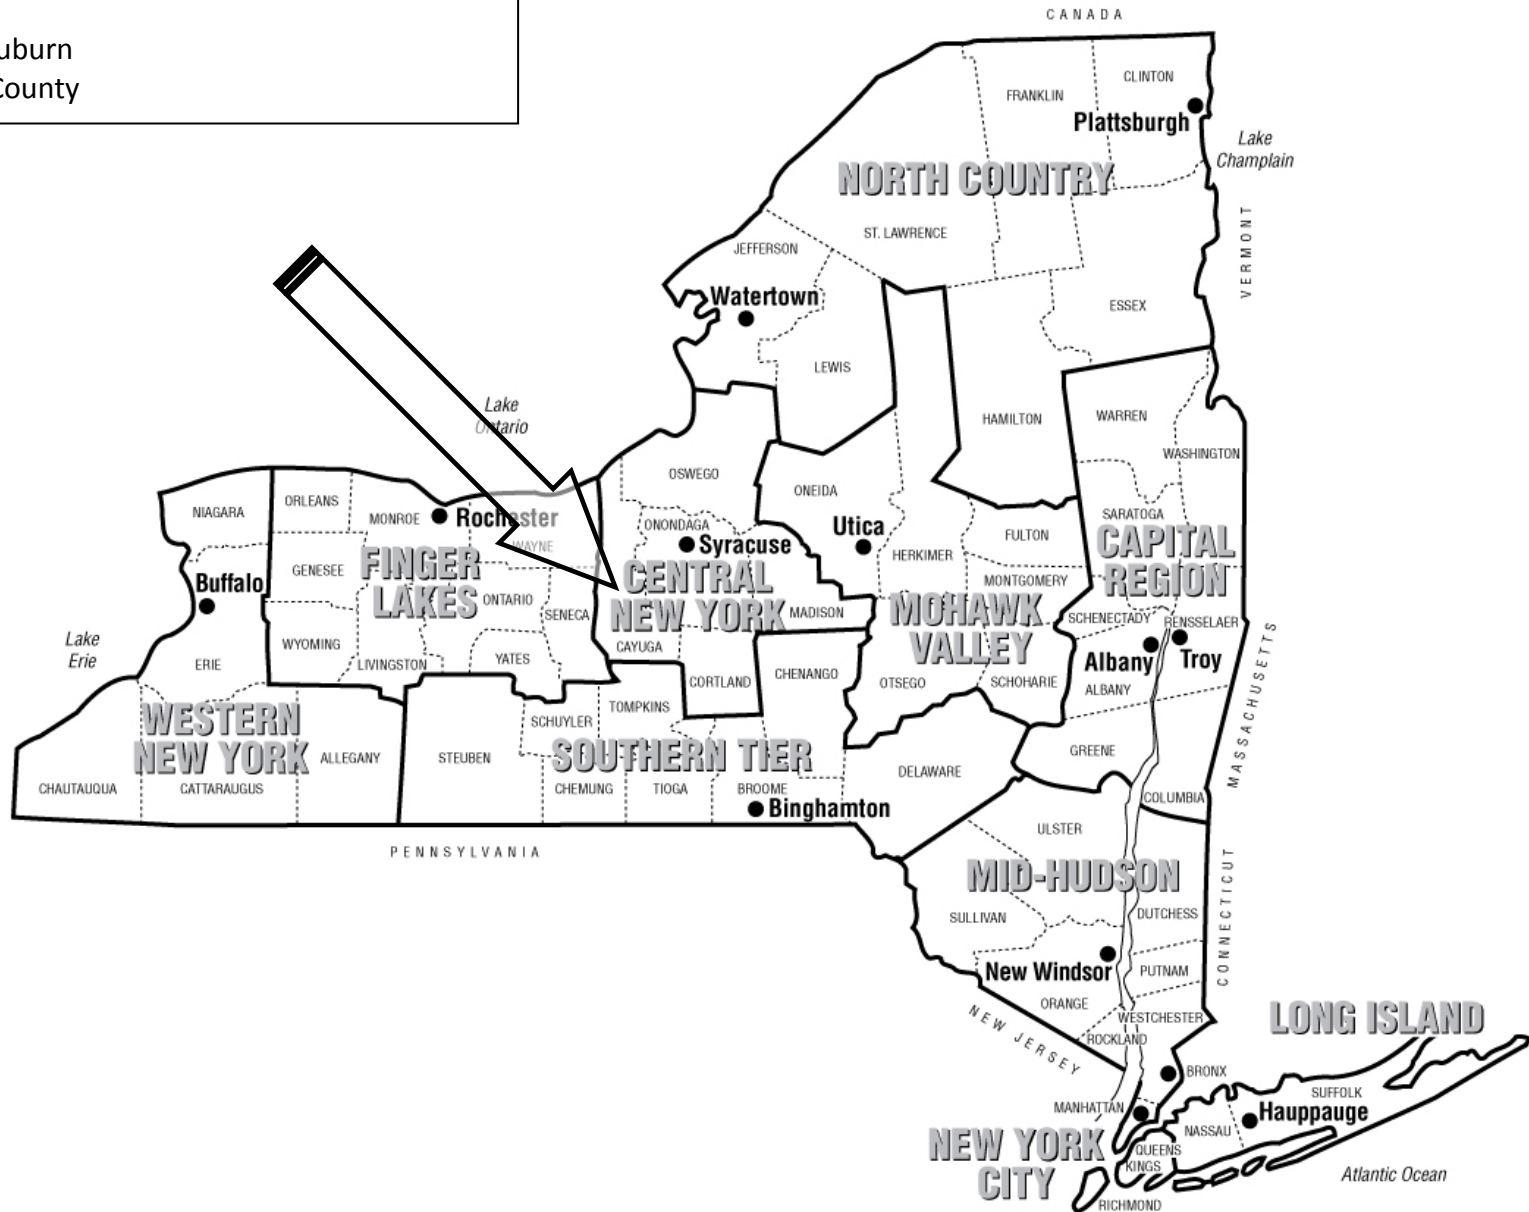 uburn
County
CANADA
CLINTON
FRANKLIN
Plattsburgh
Lake
Champlain
NORTH COUNTRY
VERMONT
ST. LAWRENCE
JEFFERSON
Watertown
ESSEX
LEWIS
Lake
Ontario
HAMILTON
WARREN
WASHINGTON
OSWEGO
ONEIDA
NIAGARA
ORLEANS
MONROE
Rochester
ONONDAGA
Syracuse
Utica
SARATOGA
FULTON
CAPITAL
REGION
WAYNE
HERKIMER
FINGER
LAKES
GENESEE
Buffalo
CENTRAL
NEW YORK
MONTGOMERY
MOHAWK
VALLEY
ONTARIO
SENECA
MADISON
SCHENECTADY
RENSSELAER
Lake
Erie
WYOMING
CAYUGA
ERIE
LIVINGSTON
YATES
CHENANGO
CORTLAND
OTSEGO
SCHOHARIE
Albany
Troy
ALBANY
MASSACHUSETTS
WESTERN
NEW YORK
TOMPKINS
SCHUYLER
SOUTHERN TIER
ALLEGANY
STEUBEN
GREENE
DELAWARE
CHAUTAUQUA
CATTARAUGUS
CHEMUNG
TIOGA
BROOME
Binghamton
COLUMBIA
ULSTER
PENNSYLVANIA
MID-HUDSON
CONNECTICUT
SULLIVAN
DUTCHESS
New Windsor
PUTNAM
ORANGE
WESTCHESTER
LONG ISLAND
NEW JERSEY
ROCKLAND
BRONX
SUFFOLK
MANHATTAN
Hauppauge
NASSAU
NEW YORK
CITY
QUEENS
KINGS
Atlantic Ocean
RICHMOND